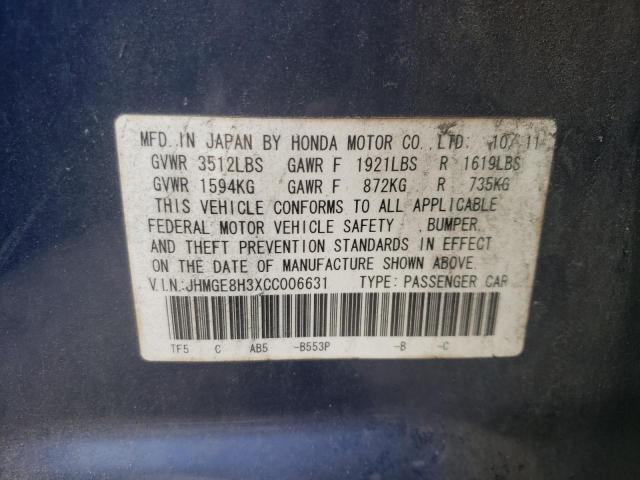 MFD. IN JAPAN BY HONDA MOTOR CO., LTD. 10/11
GVWR 3512LBS GAWR F 1921LBS R 1619LBS
GVWR 1594KG GAWR F 872KG R 735KG
THIS VEHICLE CONFORMS TO ALL APPLICABLE
FEDERAL MOTOR VEHICLE SAFETY , BUMPER
AND THEFT PREVENTION STANDARDS IN EFFECT
ON THE DATE OF MANUFACTURE SHOWN ABOVE.
V.I.N:JHMGE8H3XCC006631 TYPE: PASSENGER CAR
TF5 C AB5 -B553P -B -C